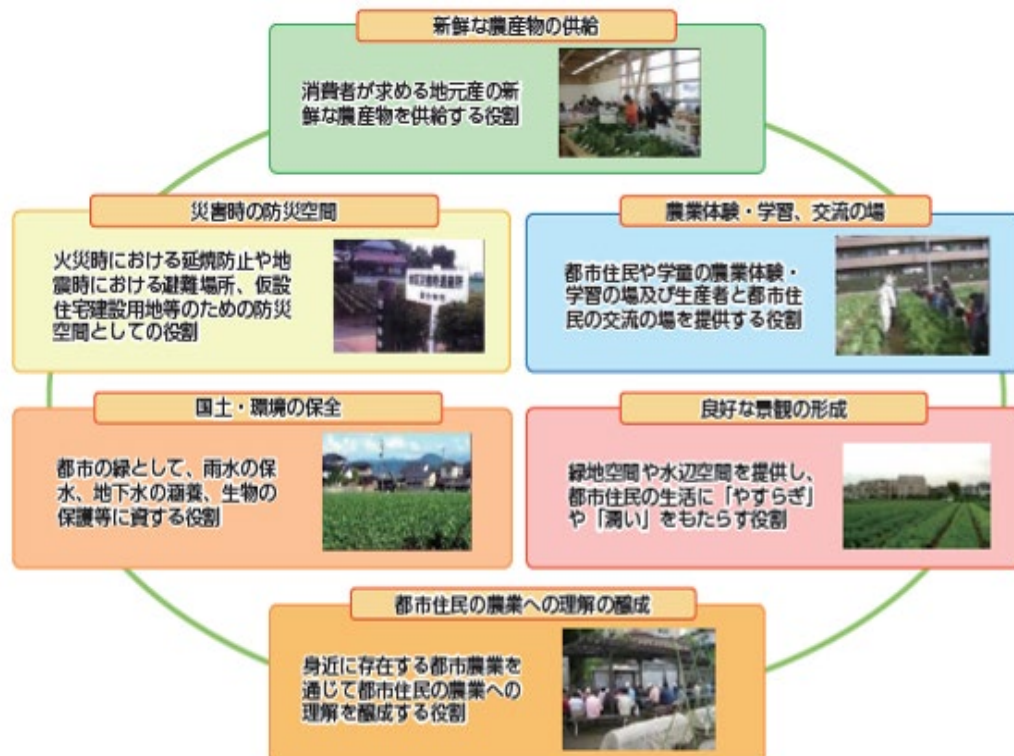 新鮮な農産物の供給
消費者が求める地元産の新
鮮な農産物を供給する役割
災害時の防災空間
火災時における延焼防止や地
震時における避難場所、仮設
住宅建設用地等のための防災
空間としての役割
農業体験・学習、交流の場
都市住民や学童の農業体験・
学習の場及び生産者と都市住
民の交流の場を提供する役割
国土・環境の保全
都市の緑として、雨水の保
水、地下水の涵養、生物の
保護等に資する役割
良好な景観の形成
緑地空間や水辺空間を提供し、
都市住民の生活に「やすらぎ」
や「潤い」をもたらす役割
都市住民の農業への理解の醸成
身近に存在する都市農業を
通じて都市住民の農業への
理解を醸成する役割